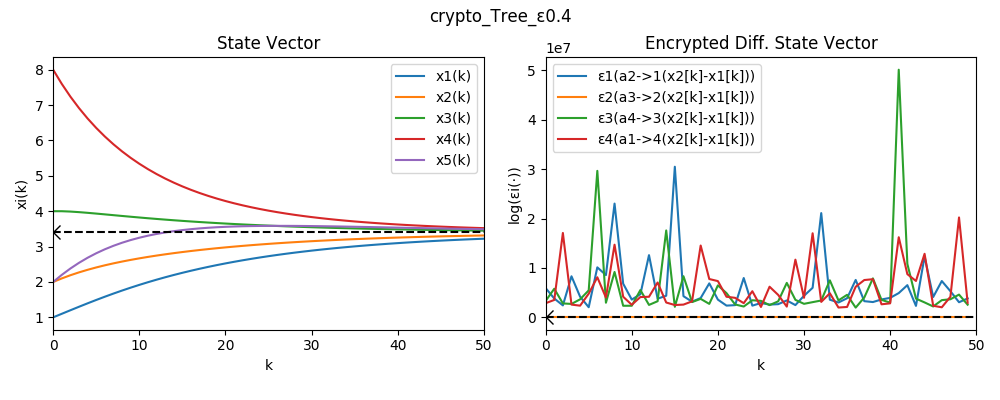 crypto_Tree_ε0.4
State Vector
8
7
6
5
4
3
2
1
0 10 20 30 40 50
xi(k)
k
x1(k)
x2(k)
x3(k)
x4(k)
x5(k)
Encrypted Diff. State Vector
1e7
5
4
3
2
1
0
0 10 20 30 40 50
log(εi(·))
k
ε1(a2->1(x2[k]-x1[k]))
ε2(a3->2(x2[k]-x1[k]))
ε3(a4->3(x2[k]-x1[k]))
ε4(a1->4(x2[k]-x1[k]))